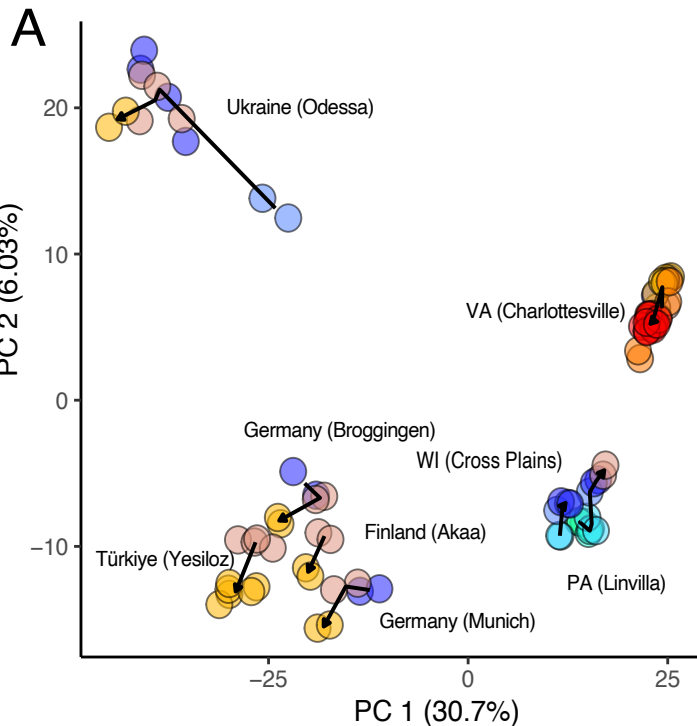 A
Ukraine (Odessa)
VA (Charlottesville)
Germany (Broggingen)
WI (Cross Plains)
Finland (Akaa)
Türkiye (Yesiloz)
PA (Linvilla)
Germany (Munich)
PC 2 (6.03%)
20
10
0
−10
−25
0
25
PC 1 (30.7%)